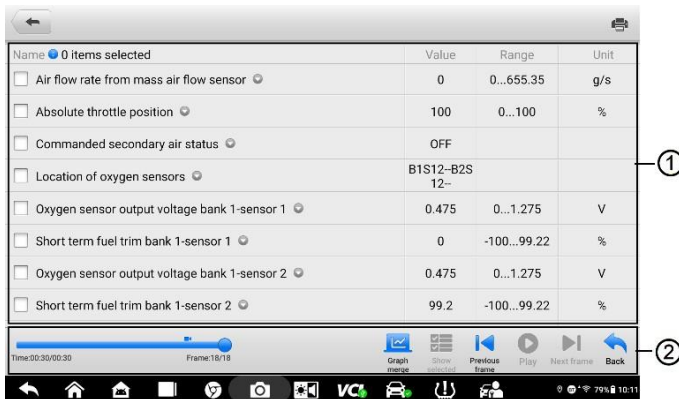 Name 0 items selected Value Range Unit
Air flow rate from mass air flow sensor 0 0...655.35 g/s
Absolute throttle position 100 0...100 %
Commanded secondary air status OFF
Location of oxygen sensors B1S12--B2S
12--
Oxygen sensor output voltage bank 1-sensor 1 0.475 0...1.275 V
Short term fuel trim bank 1-sensor 1 0 -100...99.22 %
Oxygen sensor output voltage bank 1-sensor 2 0.475 0...1.275 V
Short term fuel trim bank 1-sensor 2 99.2 -100...99.22 %
①
Time:00:30/00:30 Frame:18/18
Graph
merge
Show
selected
Previous
frame
Play
Next frame
Back
②
VCI 79% 10:11